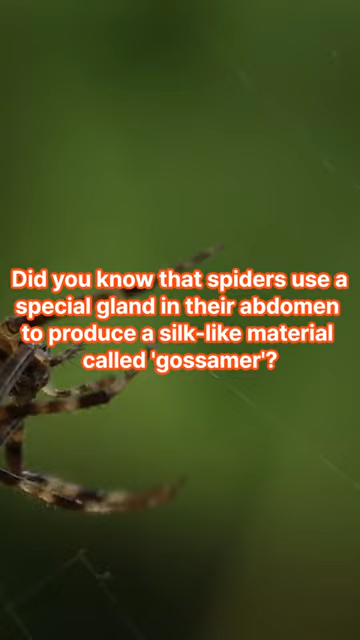 Did you know that spiders use a
special gland in their abdomen
to produce a silk-like material
called 'gossamer'?